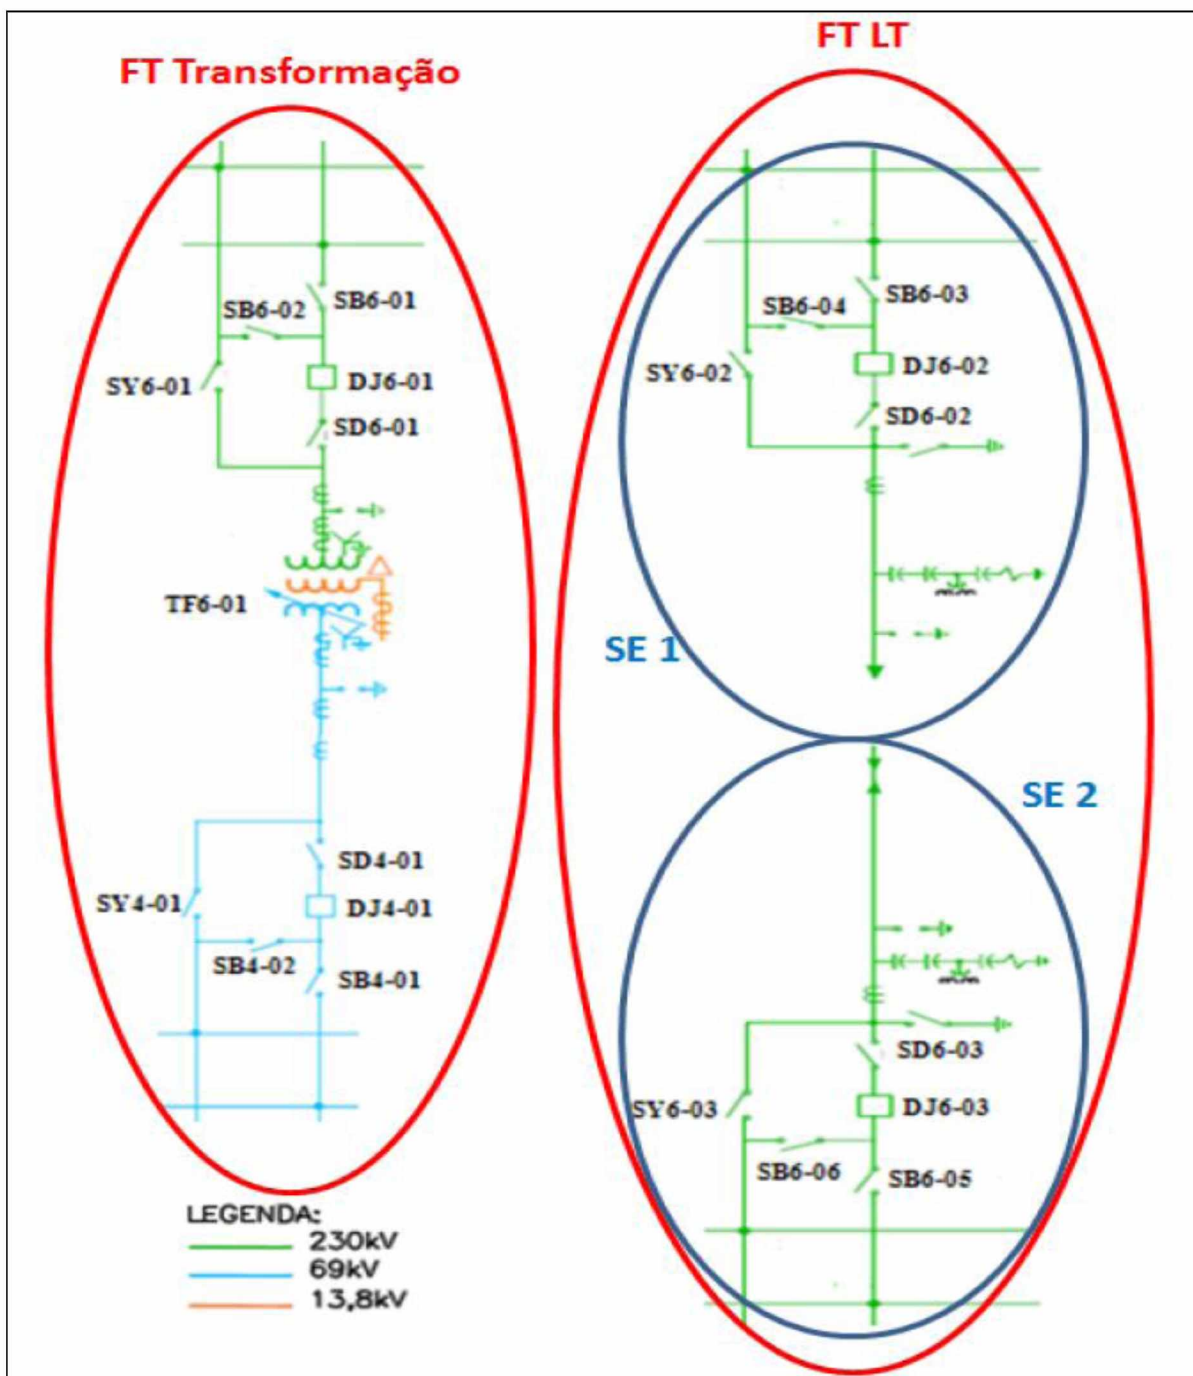 FT Transformação
SB6-02
SB6-01
SY6-01
DJ6-01
SD6-01
TF6-01
SD4-01
SY4-01
DJ4-01
SB4-02
SB4-01
LEGENDA:
230kV
69kV
13,8kV
FT LT
SB6-03
SB6-04
SY6-02
DJ6-02
SD6-02
SE 1
SE 2
SD6-03
SY6-03
DJ6-03
SB6-06
SB6-05